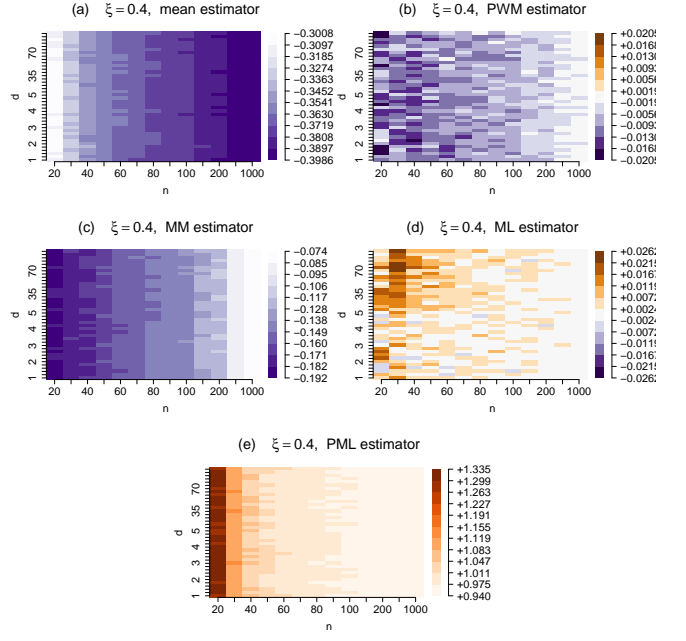 (a) ξ = 0.4, mean estimator
(b) ξ = 0.4, PWM estimator
d
1 2 3 4 5 35 70
20 40 60 80 100 200 1000
n
−0.3008
−0.3097
−0.3185
−0.3274
−0.3363
−0.3452
−0.3541
−0.3630
−0.3719
−0.3808
−0.3897
−0.3986
d
1 2 3 4 5 35 70
20 40 60 80 100 200 1000
n
+0.0205
+0.0168
+0.0130
+0.0093
+0.0056
+0.0019
−0.0019
−0.0056
−0.0093
−0.0130
−0.0168
−0.0205
(c) ξ = 0.4, MM estimator
(d) ξ = 0.4, ML estimator
d
1 2 3 4 5 35 70
20 40 60 80 100 200 1000
n
−0.074
−0.085
−0.095
−0.106
−0.117
−0.128
−0.138
−0.149
−0.160
−0.171
−0.182
−0.192
d
1 2 3 4 5 35 70
20 40 60 80 100 200 1000
n
+0.0262
+0.0215
+0.0167
+0.0119
+0.0072
+0.0024
−0.0024
−0.0072
−0.0119
−0.0167
−0.0215
−0.0262
(e) ξ = 0.4, PML estimator
d
1 2 3 4 5 35 70
20 40 60 80 100 200 1000
n
+1.335
+1.299
+1.263
+1.227
+1.191
+1.155
+1.119
+1.083
+1.047
+1.011
+0.975
+0.940